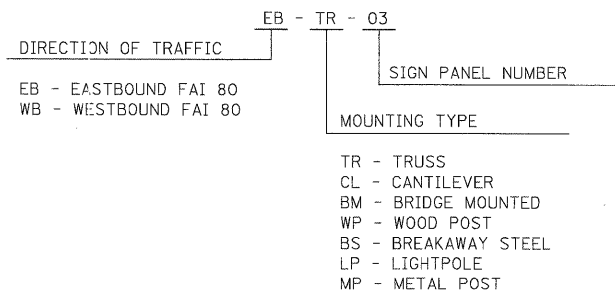 EB - TR - 03
DIRECTION OF TRAFFIC
SIGN PANEL NUMBER
EB - EASTBOUND FAI 80
WB - WESTBOUND FAI 80
MOUNTING TYPE
TR - TRUSS
CL - CANTILEVER
BM - BRIDGE MOUNTED
WP - WOOD POST
BS - BREAKAWAY STEEL
LP - LIGHTPOLE
MP - METAL POST